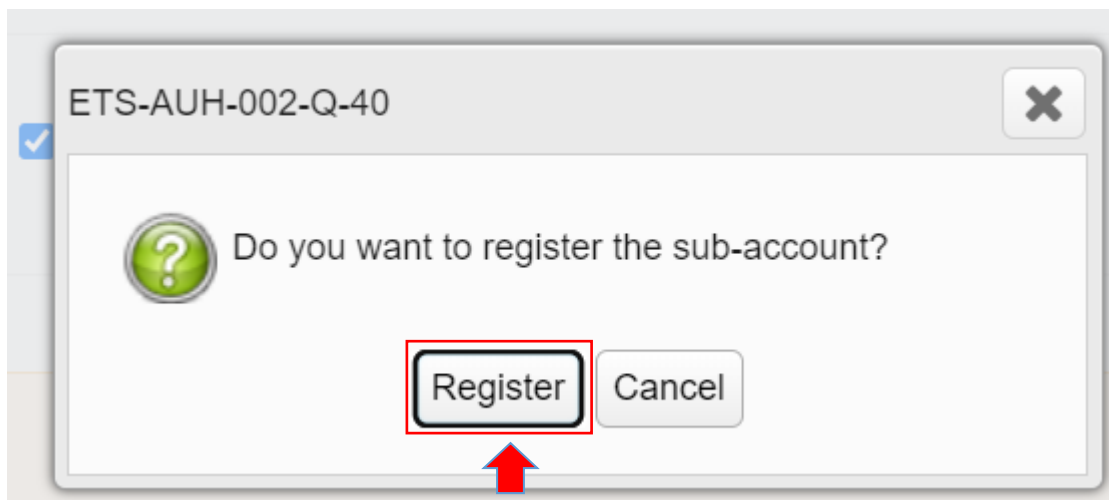 ETS-AUH-002-Q-40
Do you want to register the sub-account?
Register Cancel